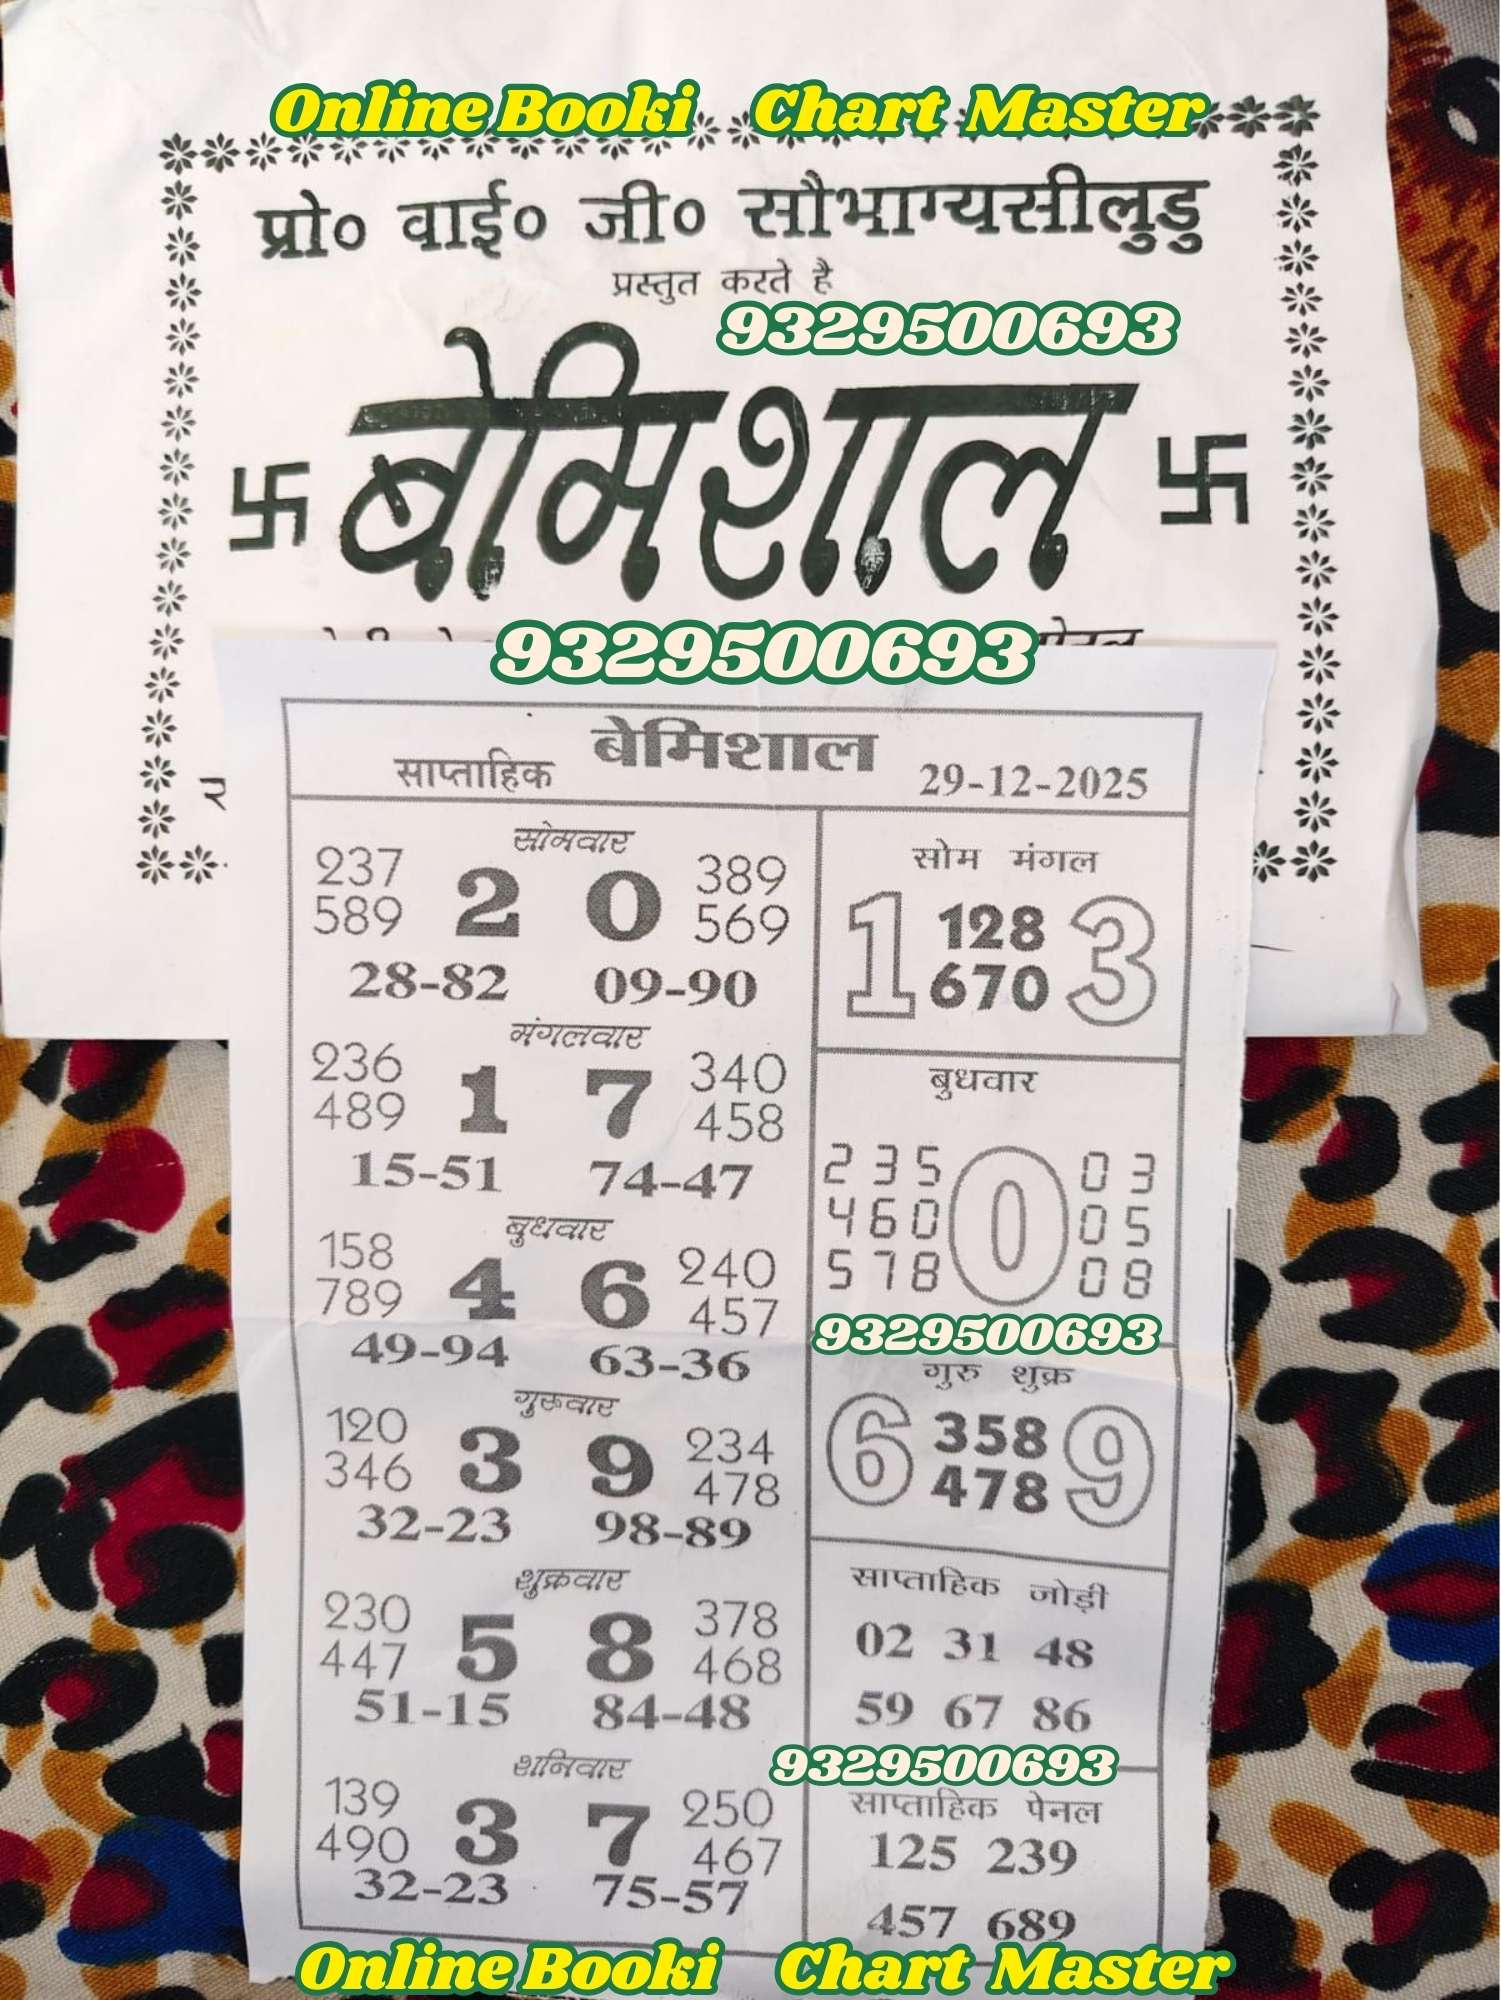 Online Booki Chart Master
प्रो० वाई० जी० सौभाग्यसीलुडु
प्रस्तुत करते है
9329500693
बेमिशाल
9329500693
बेमिशाल
साप्ताहिक 29-12-2025
सोमवार
237 2 0 389
589 569
28-82 09-90
मंगलवार
236 1 7 340
489 458
15-51 74-47
बुधवार
158 4 6 240
789 457
49-94 63-36
गुरुवार
120 3 9 234
346 478
32-23 98-89
शुक्रवार
230 5 8 378
447 468
51-15 84-48
शनिवार
139 3 7 250
490 467
32-23 75-57
सोम मंगल
1 128 3
670
बुधवार
235 0 03
460 05
578 08
9329500693
गुरु शुक्र
6 358 9
478
साप्ताहिक जोड़ी
02 31 48
59 67 86
9329500693
साप्ताहिक पेनल
125 239
457 689
Online Booki Chart Master